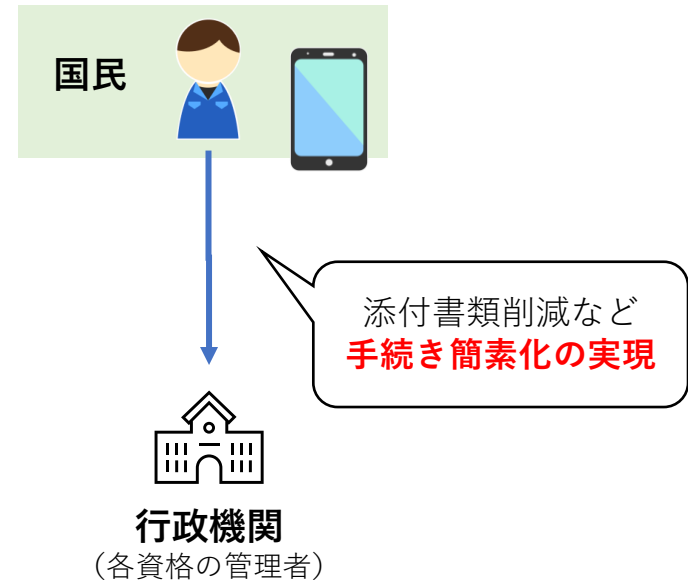 国民
添付書類削減など
手続き簡素化の実現
行政機関
（各資格の管理者）